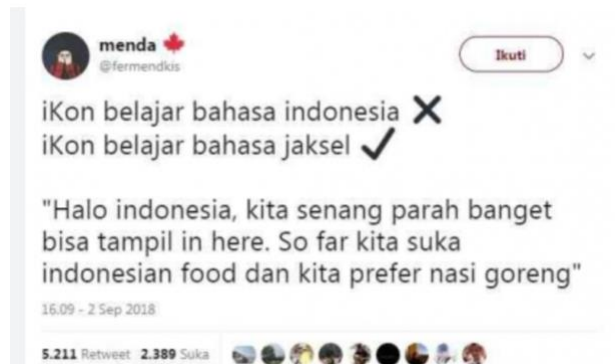 menda 🍁
@fermendkis
Ikuti
iKon belajar bahasa indonesia ❌
iKon belajar bahasa jaksel ✔
"Halo indonesia, kita senang parah banget
bisa tampil in here. So far kita suka
indonesian food dan kita prefer nasi goreng"
16.09 - 2 Sep 2018
5.211 Retweet 2.389 Suka